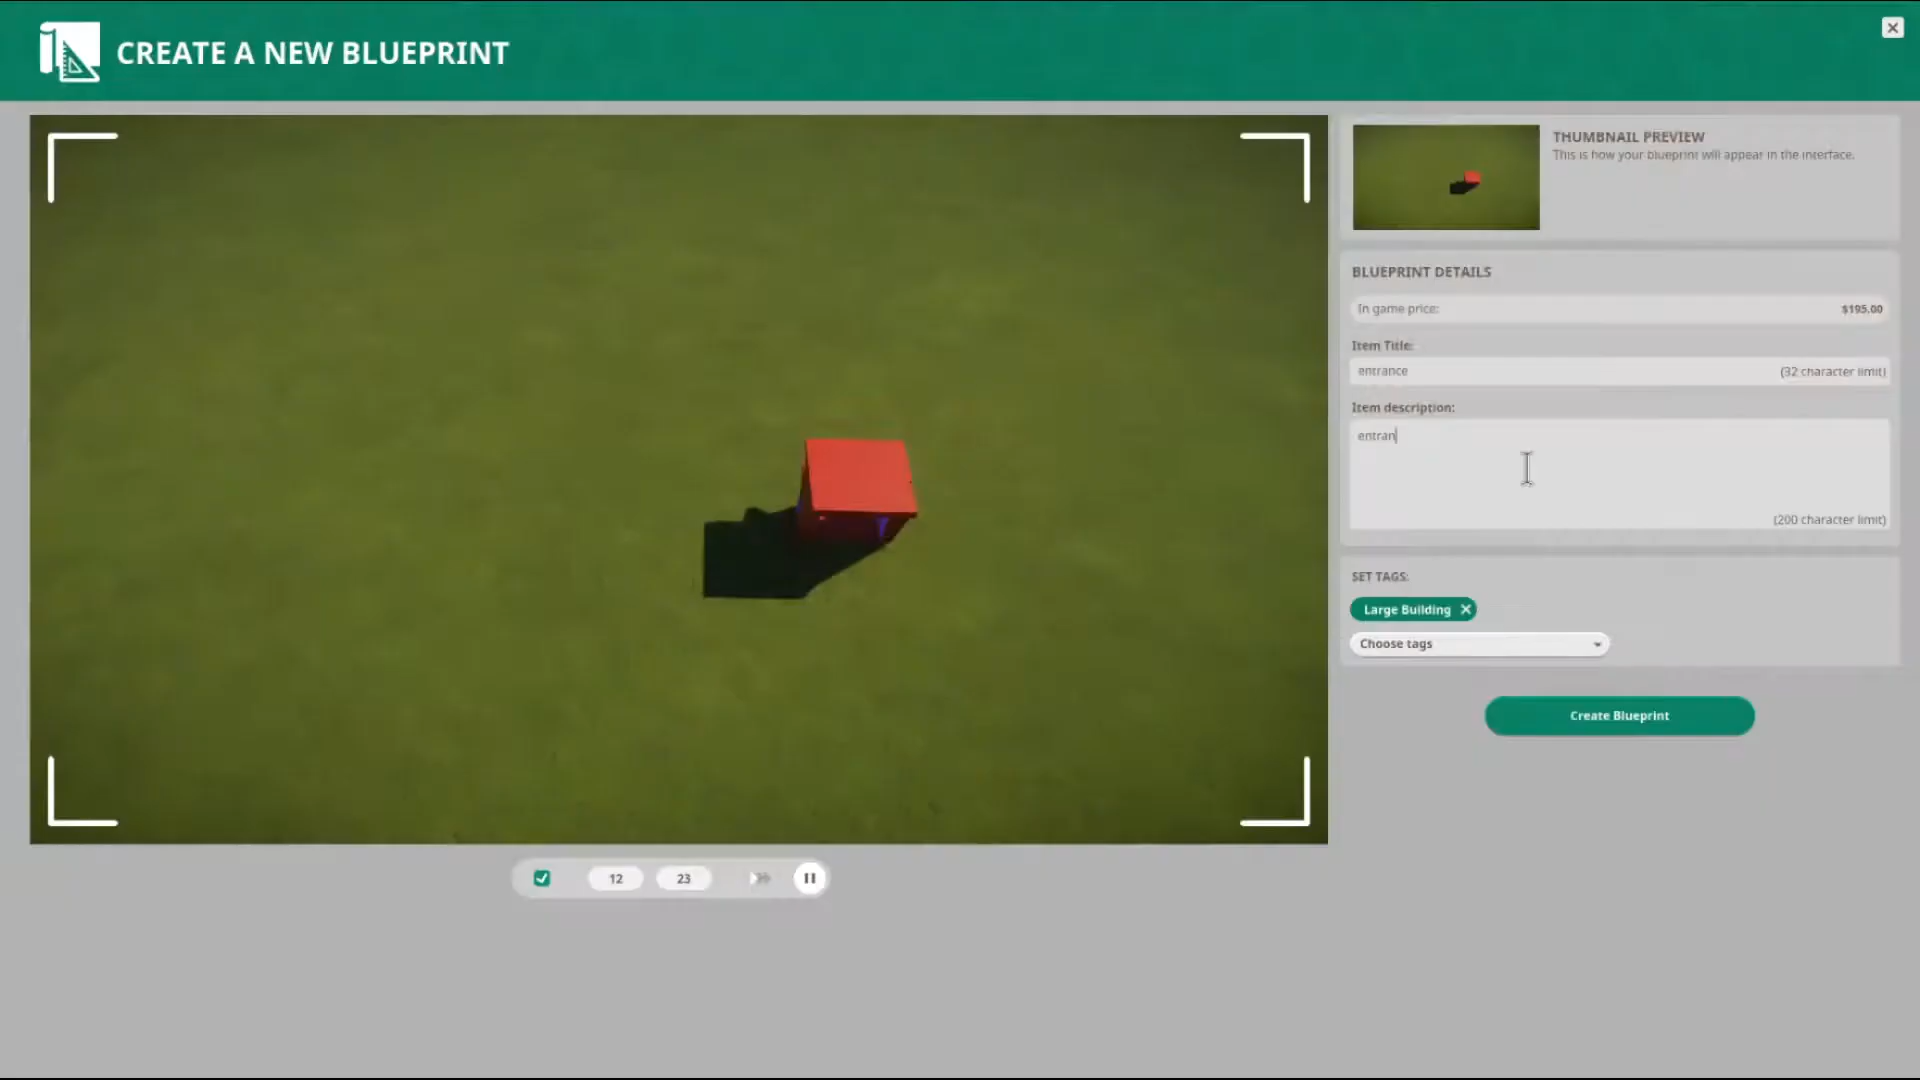 CREATE A NEW BLUEPRINT
THUMBNAIL PREVIEW
This is how your blueprint will appear in the interface.
BLUEPRINT DETAILS
In game price: $195.00
Item Title:
entrance (32 character limit)
Item description:
entran
(200 character limit)
SET TAGS:
Large Building
Choose tags
Create Blueprint
12 23